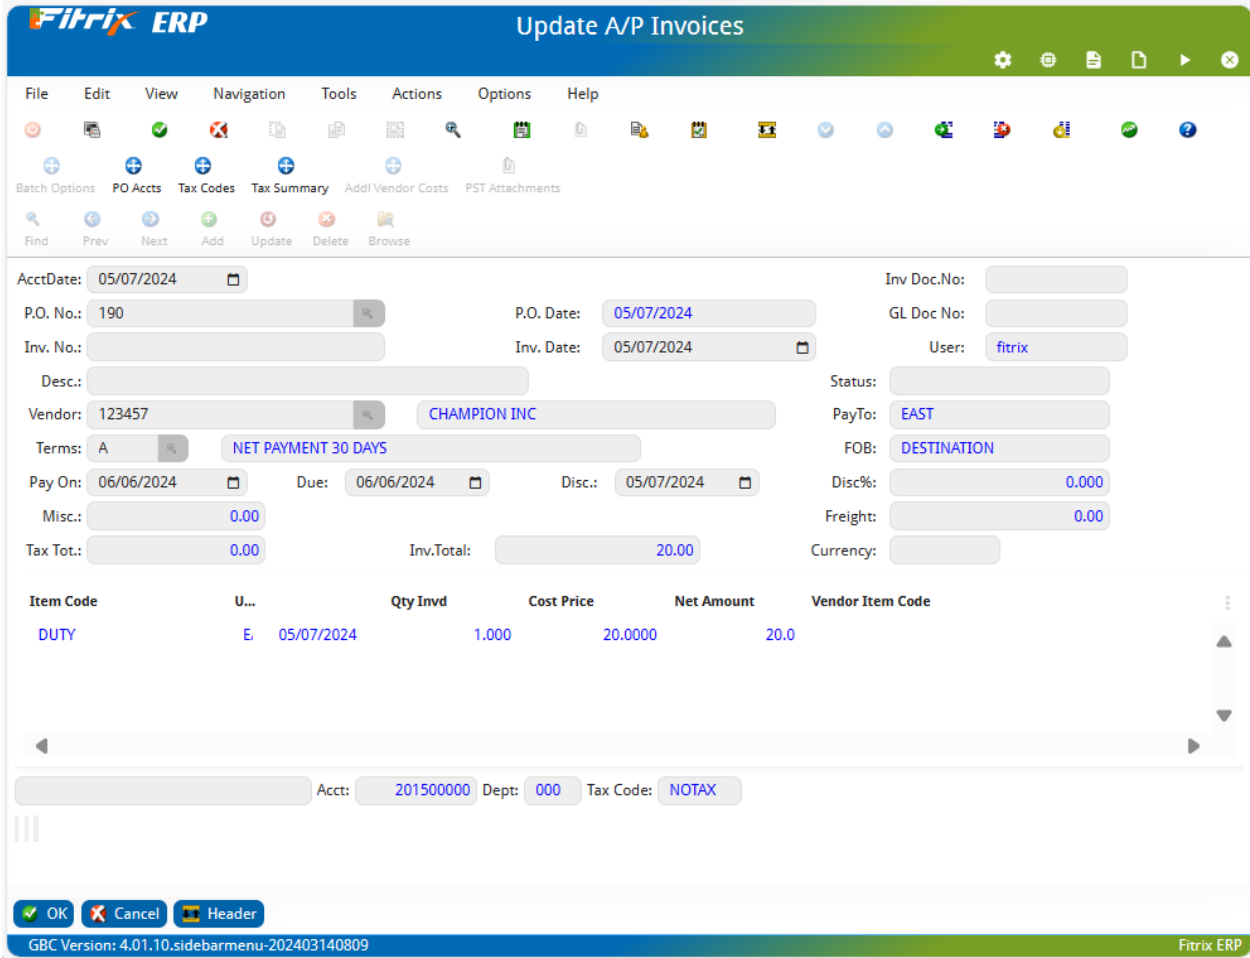 Fitrix ERP
Update A/P Invoices
File Edit View Navigation Tools Actions Options Help
Batch Options PO Accts Tax Codes Tax Summary Addl Vendor Costs PST Attachments
Find Prev Next Add Update Delete Browse
AcctDate: 05/07/2024 Inv Doc.No:
P.O. No.: 190 P.O. Date: 05/07/2024 GL Doc No:
Inv. No.: Inv. Date: 05/07/2024 User: fitrix
Desc.: Status:
Vendor: 123457 CHAMPION INC PayTo: EAST
Terms: A NET PAYMENT 30 DAYS FOB: DESTINATION
Pay On: 06/06/2024 Due: 06/06/2024 Disc.: 05/07/2024 Disc%: 0.000
Misc.: 0.00 Freight: 0.00
Tax Tot.: 0.00 Inv.Total: 20.00 Currency:
Item Code U... Qty Invd Cost Price Net Amount Vendor Item Code
DUTY E 05/07/2024 1.000 20.0000 20.0
Acct: 201500000 Dept: 000 Tax Code: NOTAX
OK Cancel Header
GBC Version: 4.01.10.sidebarmenu-202403140809 Fitrix ERP